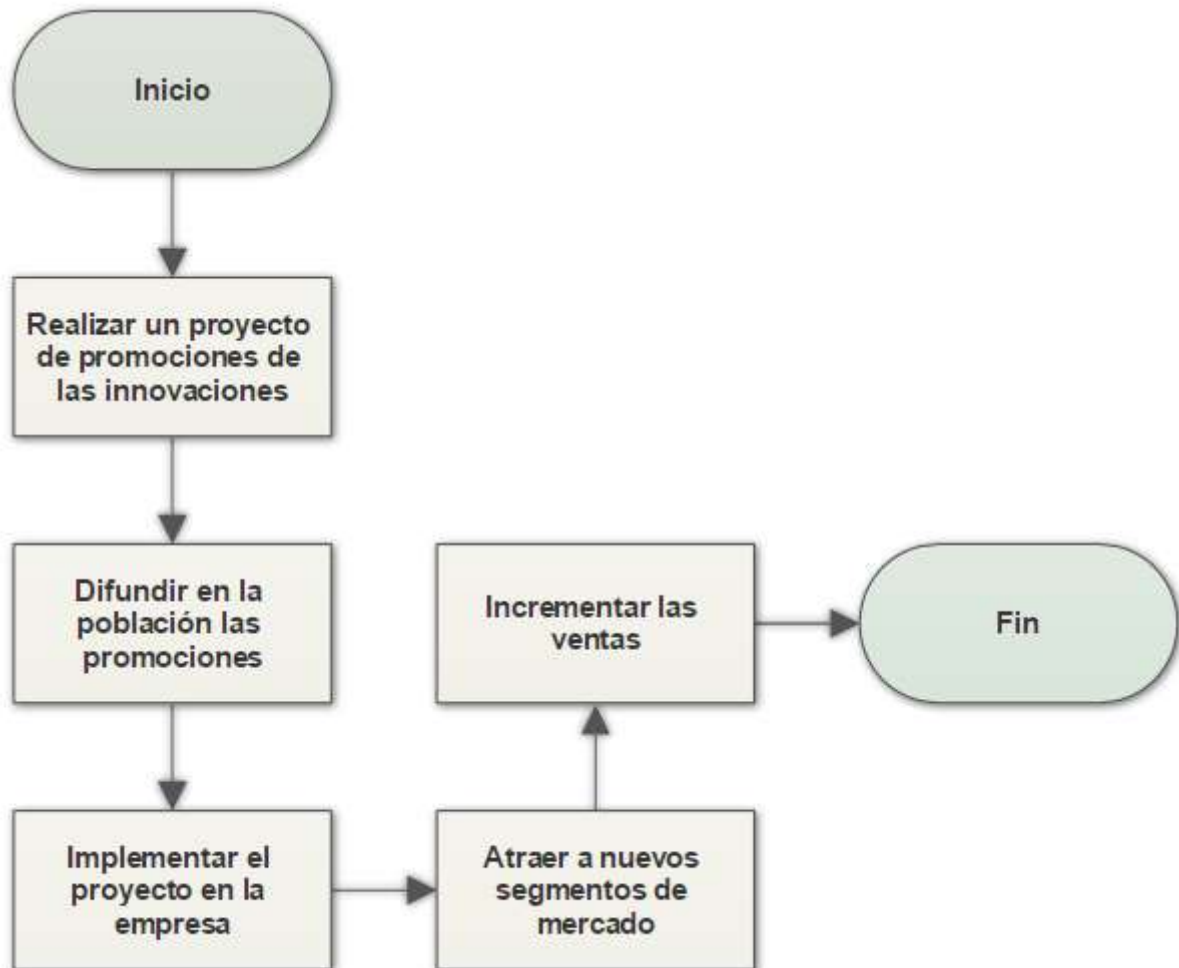 Inicio
Realizar un proyecto
de promociones de
las innovaciones
Difundir en la
población las
promociones
Implementar el
proyecto en la
empresa
Atraer a nuevos
segmentos de
mercado
Incrementar las
ventas
Fin